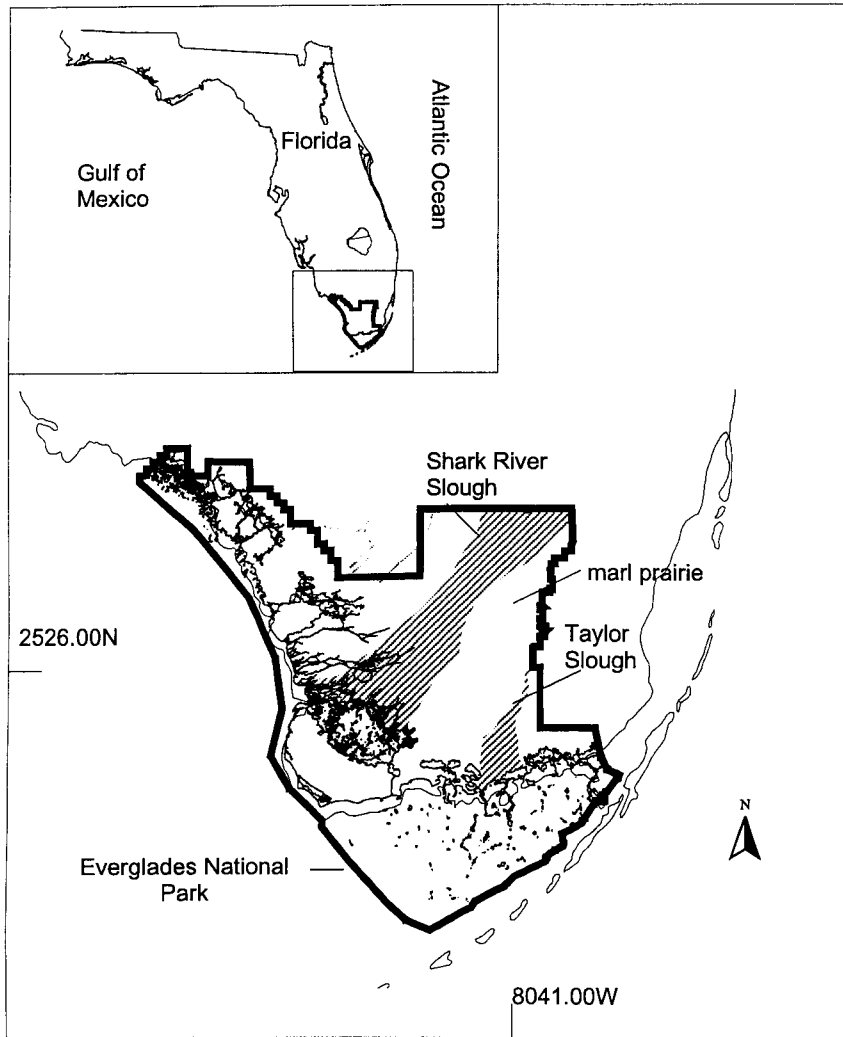 Atlantic Ocean
Florida
Gulf of
Mexico
Shark River
Slough
marl prairie
2526.00N
Taylor
Slough
N
Everglades National
Park
8041.00W